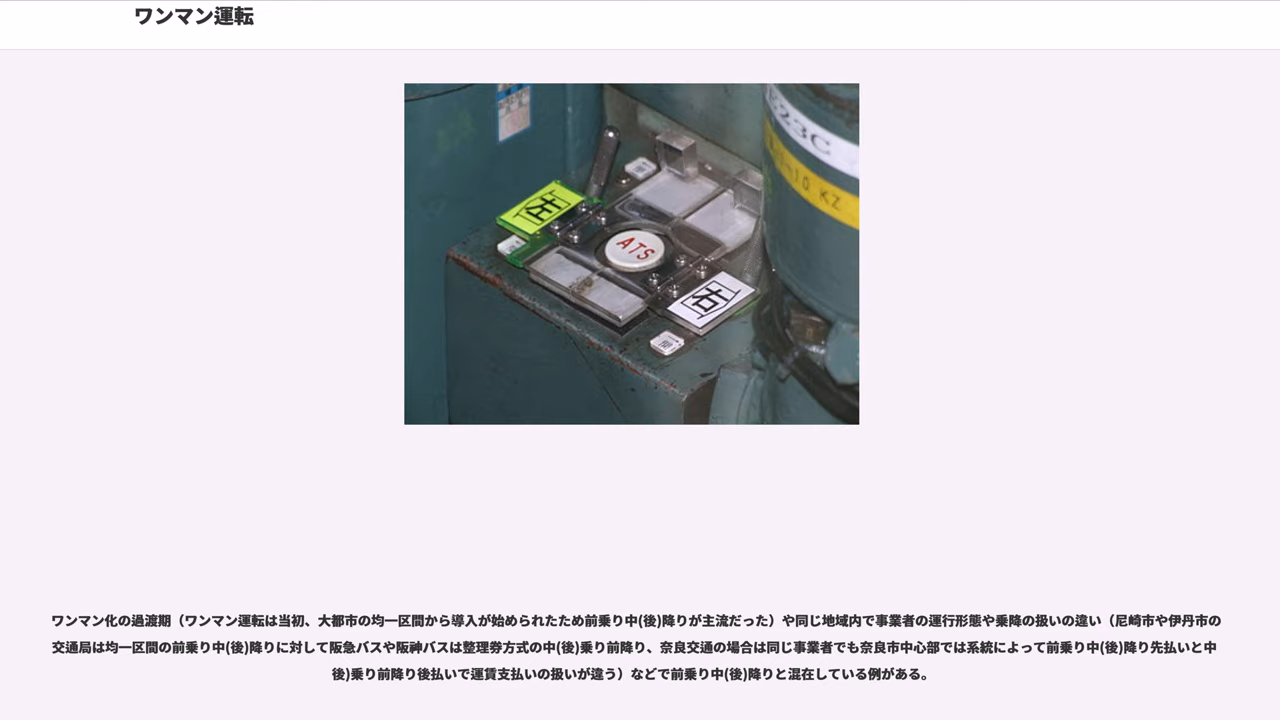 ワンマン運転
23C
KZ
左
ATS
右
ワンマン化の過渡期（ワンマン運転は当初、大都市の均一区間から導入が始められたため前乗り中(後)降りが主流だった）や同じ地域内で事業者の運行形態や乗降の扱いの違い（尼崎市や伊丹市の
交通局は均一区間の前乗り中(後)降りに対して阪急バスや阪神バスは整理券方式の中(後)乗り前降り、奈良交通の場合は同じ事業者でも奈良市中心部では系統によって前乗り中(後)降り先払いと中
後)乗り前降り後払いで運賃支払いの扱いが違う）などで前乗り中(後)降りと混在している例がある。